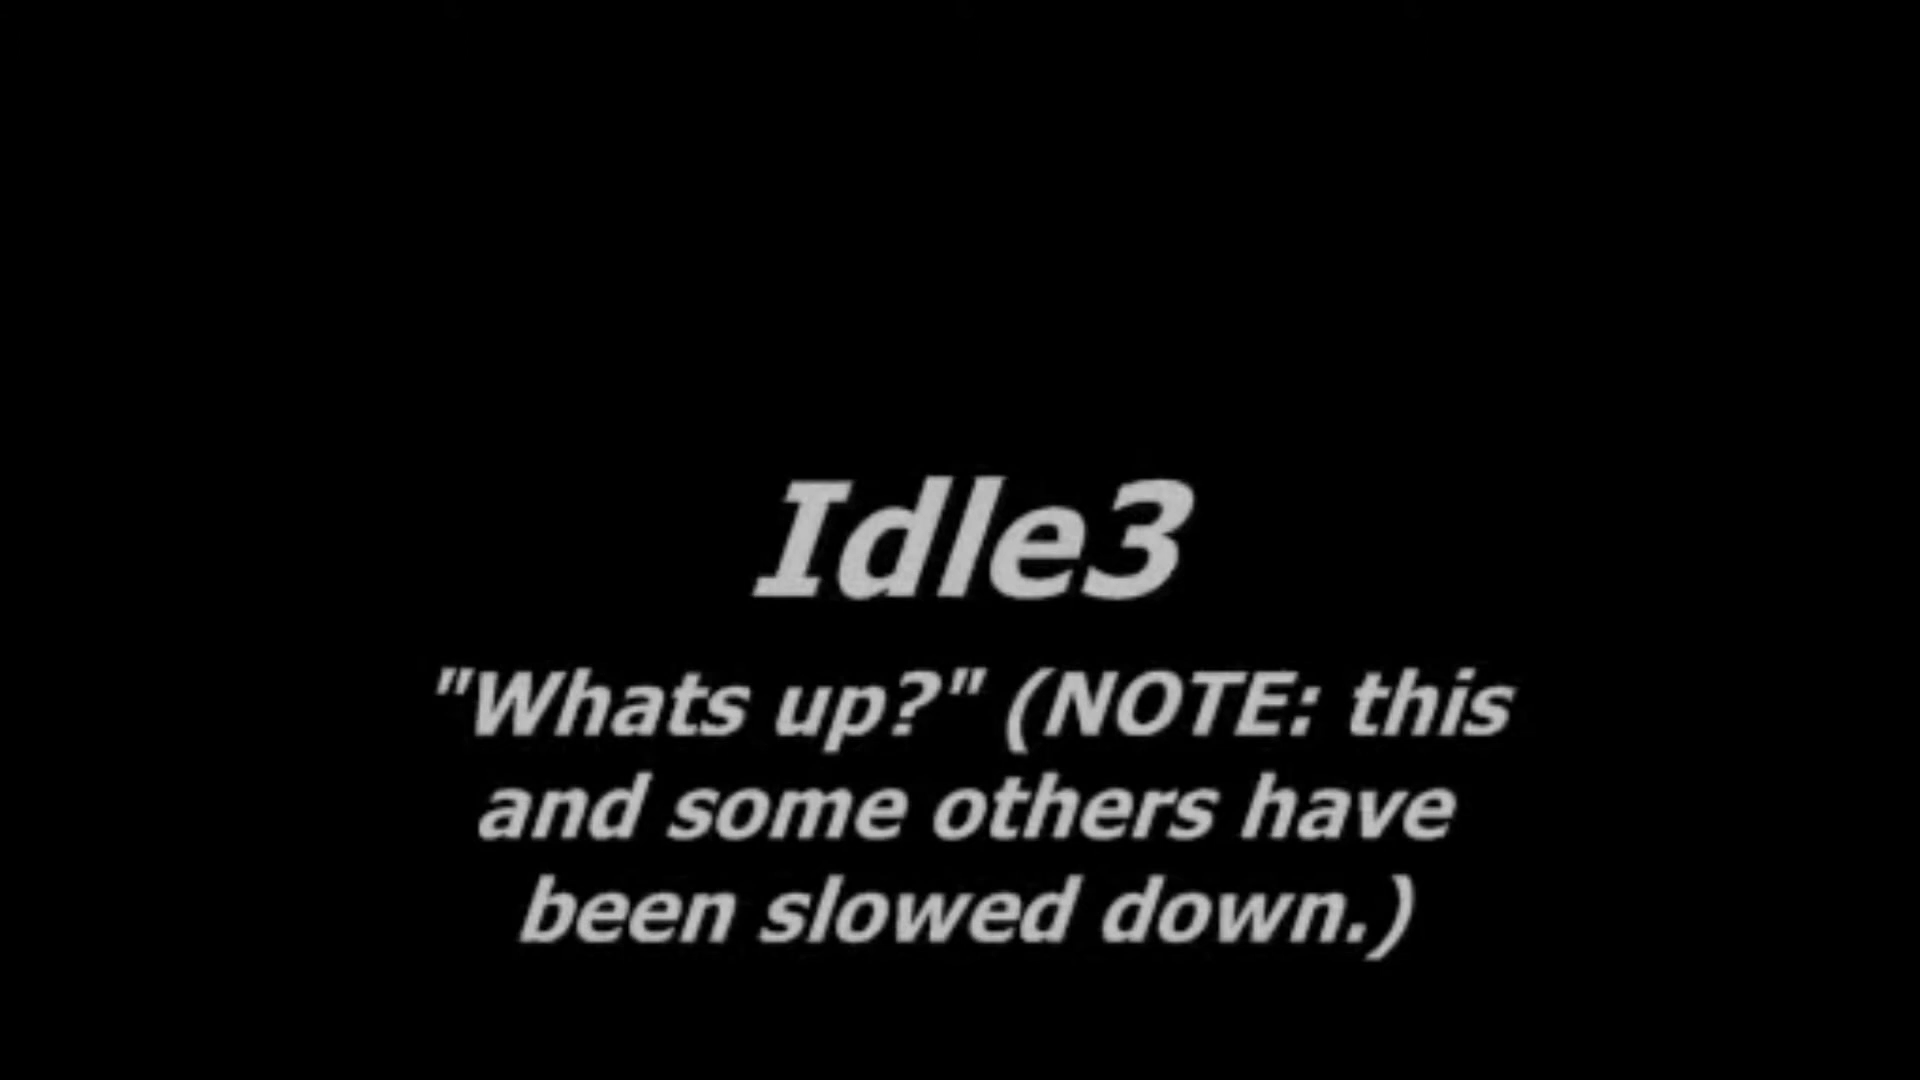 Idle3
"Whats up?" (NOTE: this
and some others have
been slowed down.)